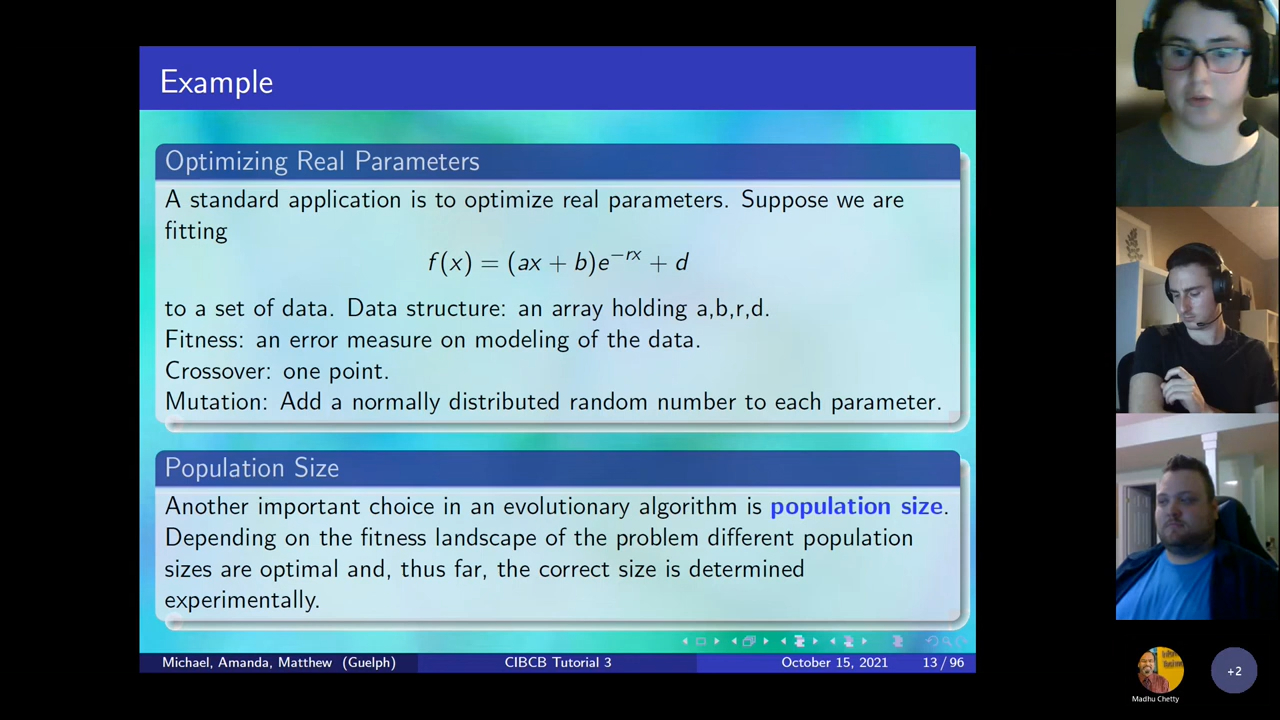 Example
Optimizing Real Parameters
A standard application is to optimize real parameters. Suppose we are
fitting
f(x) = (ax + b)e^{−rx} + d
to a set of data. Data structure: an array holding a,b,r,d.
Fitness: an error measure on modeling of the data.
Crossover: one point.
Mutation: Add a normally distributed random number to each parameter.
Population Size
Another important choice in an evolutionary algorithm is population size.
Depending on the fitness landscape of the problem different population
sizes are optimal and, thus far, the correct size is determined
experimentally.
Michael, Amanda, Matthew (Guelph) CIBCB Tutorial 3 October 15, 2021 13 / 96
Madhu Chetty
+2